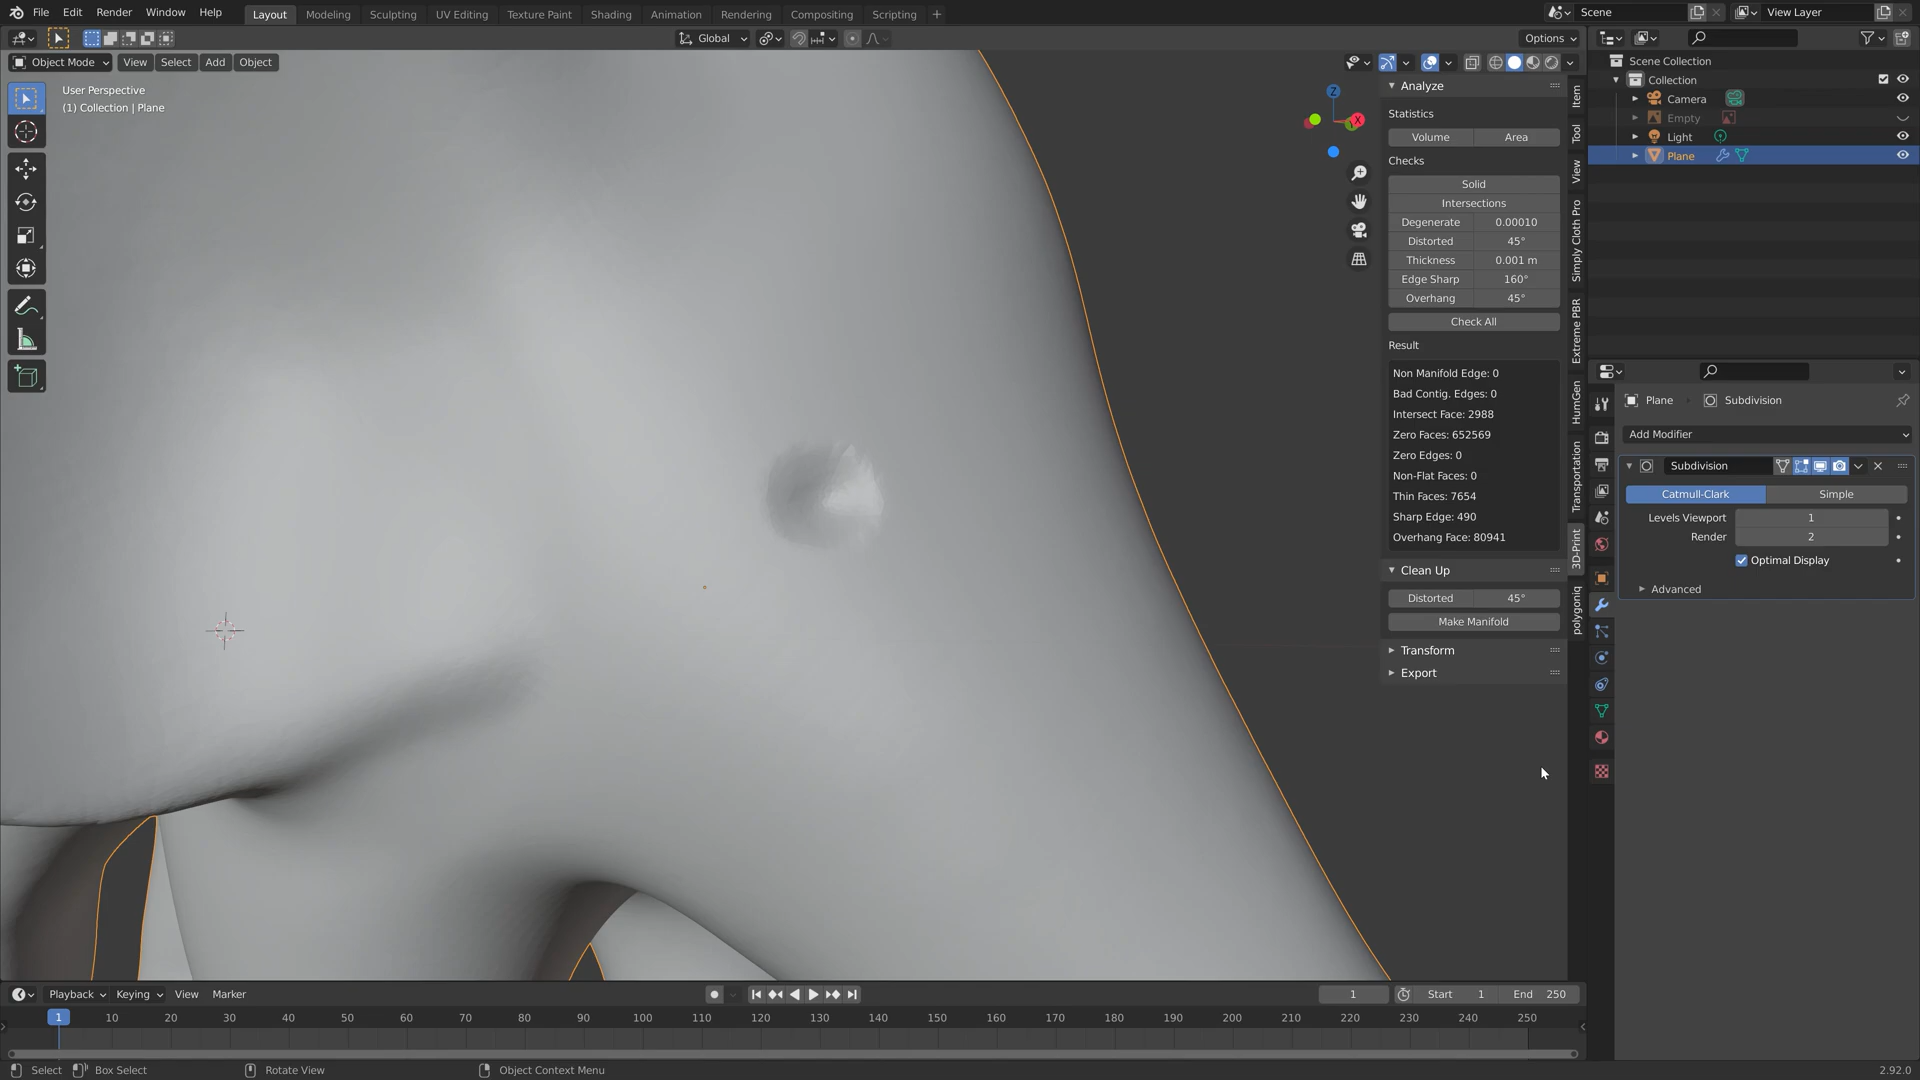 File Edit Render Window Help Layout Modeling Sculpting UV Editing Texture Paint Shading Animation Rendering Compositing Scripting + Scene View Layer
Global Options
Object Mode View Select Add Object
User Perspective
(1) Collection | Plane
Z
X
Y
Analyze
Statistics
Volume Area
Checks
Solid
Intersections
Degenerate 0.00010
Distorted 45°
Thickness 0.001 m
Edge Sharp 160°
Overhang 45°
Check All
Result
Non Manifold Edge: 0
Bad Contig. Edges: 0
Intersect Face: 2988
Zero Faces: 652569
Zero Edges: 0
Non-Flat Faces: 0
Thin Faces: 7654
Sharp Edge: 490
Overhang Face: 80941
Clean Up
Distorted 45°
Make Manifold
Transform
Export
Item
Tool
View
Simply Cloth Pro
Extreme PBR
HumGen
Transportation
3D-Print
polygoniq
Scene Collection
Collection
Camera
Empty
Light
Plane
Plane Subdivision
Add Modifier
Subdivision
Catmull-Clark Simple
Levels Viewport 1
Render 2
Optimal Display
Advanced
Playback Keying View Marker 1 Start 1 End 250
1 10 20 30 40 50 60 70 80 90 100 110 120 130 140 150 160 170 180 190 200 210 220 230 240 250
Select Box Select Rotate View Object Context Menu 2.92.0